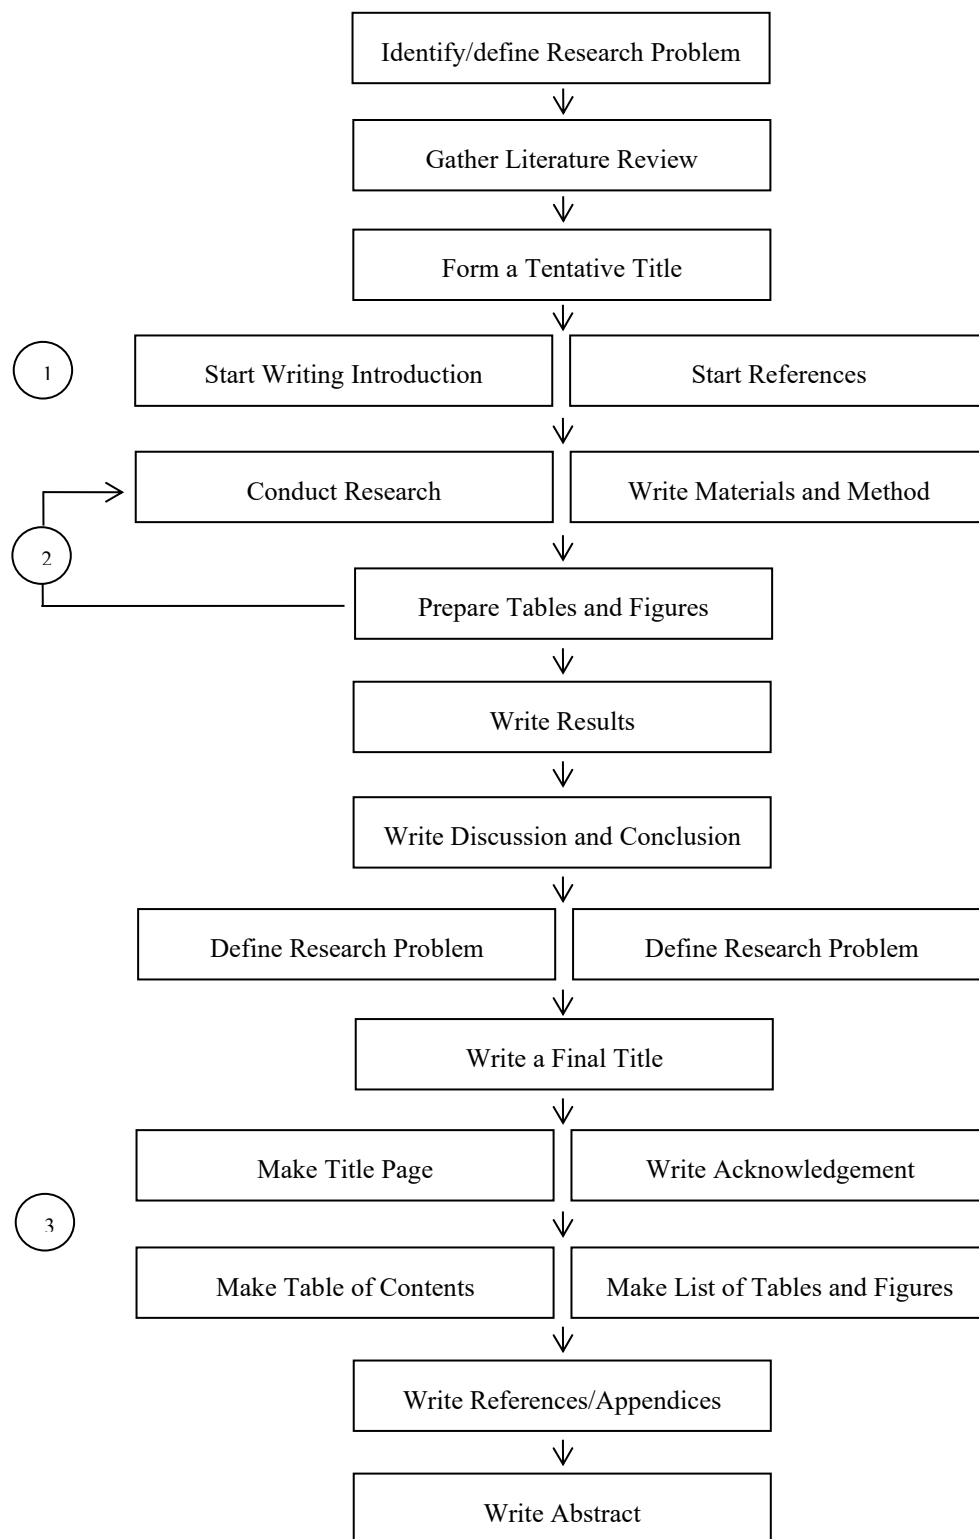 Identify/define Research Problem
Gather Literature Review
Form a Tentative Title
1
Start Writing Introduction
Start References
Conduct Research
Write Materials and Method
2
Prepare Tables and Figures
Write Results
Write Discussion and Conclusion
Define Research Problem
Define Research Problem
Write a Final Title
Make Title Page
Write Acknowledgement
3
Make Table of Contents
Make List of Tables and Figures
Write References/Appendices
Write Abstract